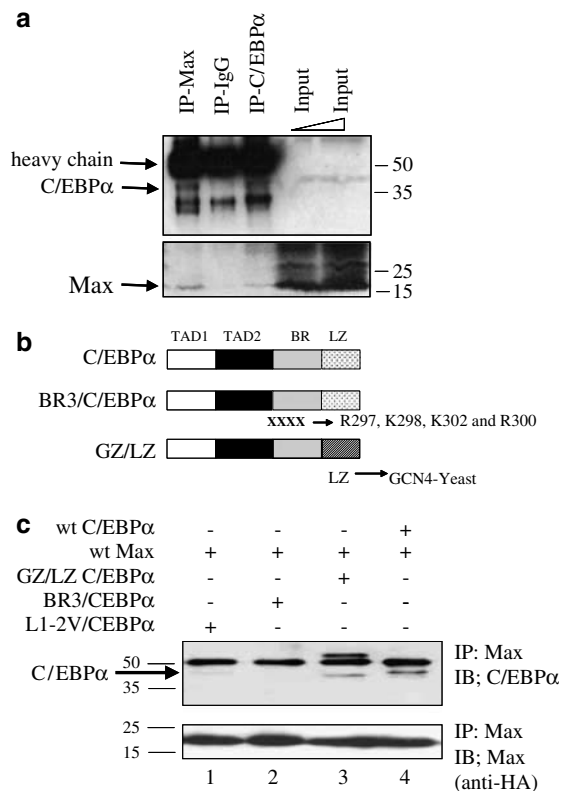 a
IP-Max
IP-IgG
IP-C/EBPα
Input
Input
heavy chain
C/EBPα
50
35
Max
25
15
b
TAD1 TAD2 BR LZ
C/EBPα
BR3/C/EBPα
XXXX R297, K298, K302 and R300
GZ/LZ
LZ GCN4-Yeast
c
wt C/EBPα - - - +
wt Max + + + +
GZ/LZ C/EBPα - - + -
BR3/CEBPα - + - -
L1-2V/CEBPα + - - -
C/EBPα
50
35
IP: Max
IB; C/EBPα
25
15
IP: Max
IB; Max
(anti-HA)
1 2 3 4